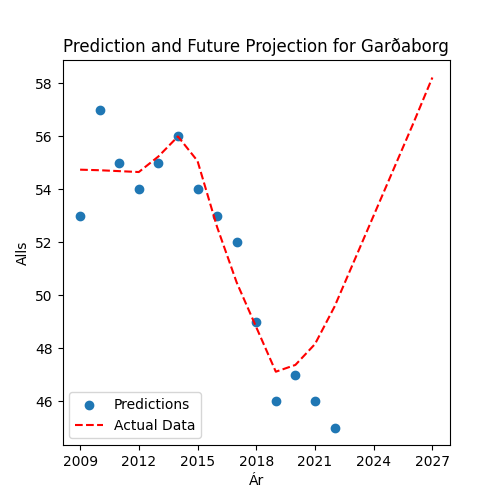 Prediction and Future Projection for Garðaborg
58
56
54
52
50
48
46
Alls
Predictions
Actual Data
2009 2012 2015 2018 2021 2024 2027
Ár